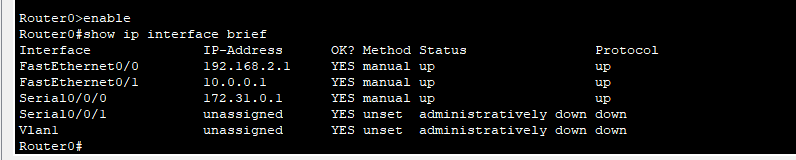 Router0>enable
Router0#show ip interface brief
Interface IP-Address OK? Method Status Protocol
FastEthernet0/0 192.168.2.1 YES manual up up
FastEthernet0/1 10.0.0.1 YES manual up up
Serial0/0/0 172.31.0.1 YES manual up up
Serial0/0/1 unassigned YES unset administratively down down
Vlan1 unassigned YES unset administratively down down
Router0#